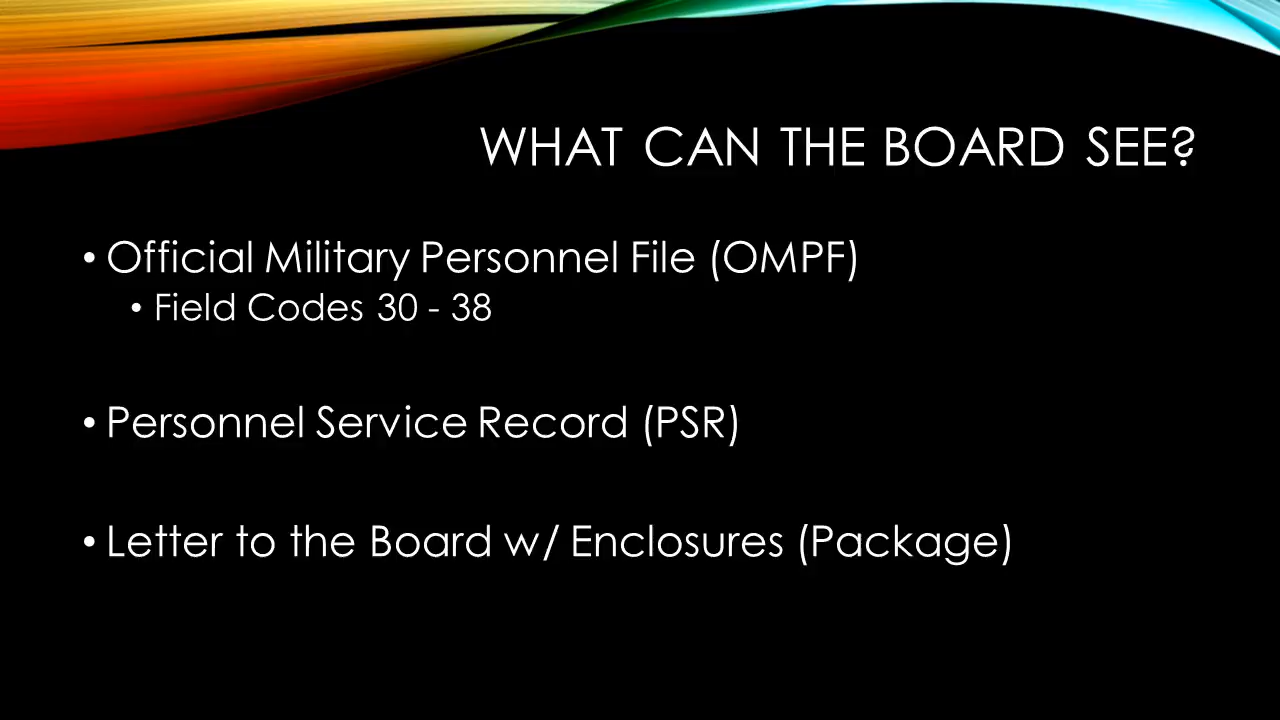 WHAT CAN THE BOARD SEE?
• Official Military Personnel File (OMPF)
• Field Codes 30 - 38
• Personnel Service Record (PSR)
• Letter to the Board w/ Enclosures (Package)